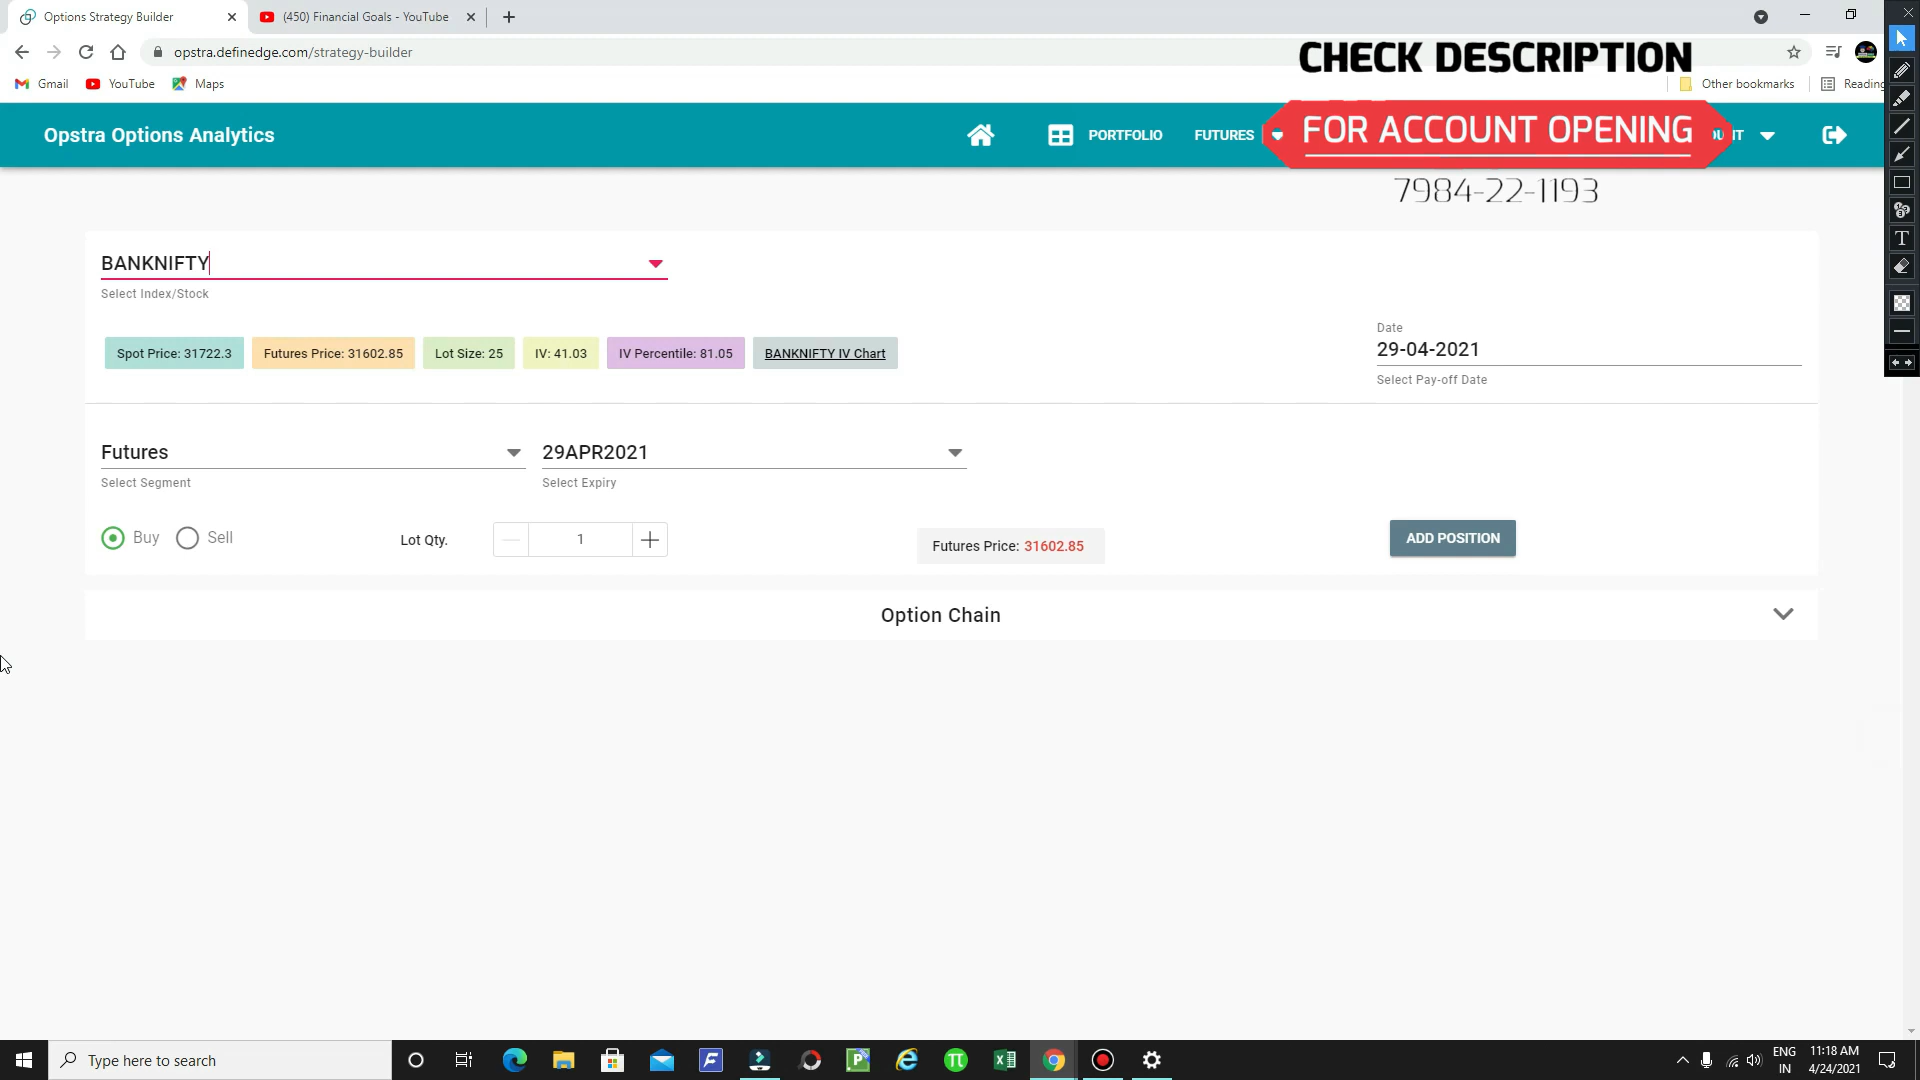 Options Strategy Builder
(450) Financial Goals - YouTube
opstra.definedge.com/strategy-builder
CHECK DESCRIPTION
Gmail
YouTube
Maps
Other bookmarks
Reading
Opstra Options Analytics
PORTFOLIO
FUTURES
FOR ACCOUNT OPENING
7984-22-1193
BANKNIFTY
Select Index/Stock
Spot Price: 31722.3
Futures Price: 31602.85
Lot Size: 25
IV: 41.03
IV Percentile: 81.05
BANKNIFTY IV Chart
Date
29-04-2021
Select Pay-off Date
Futures
Select Segment
29APR2021
Select Expiry
Buy
Sell
Lot Qty.
1
Futures Price: 31602.85
ADD POSITION
Option Chain
Type here to search
ENG
IN
11:18 AM
4/24/2021